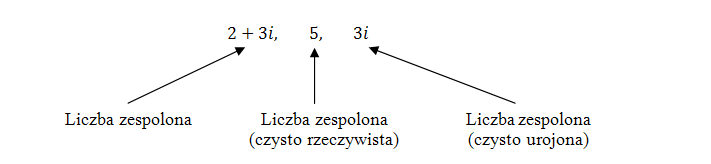 2 + 3i, 5, 3i
Liczba zespolona Liczba zespolona Liczba zespolona
(czysto rzeczywista) (czysto urojona)